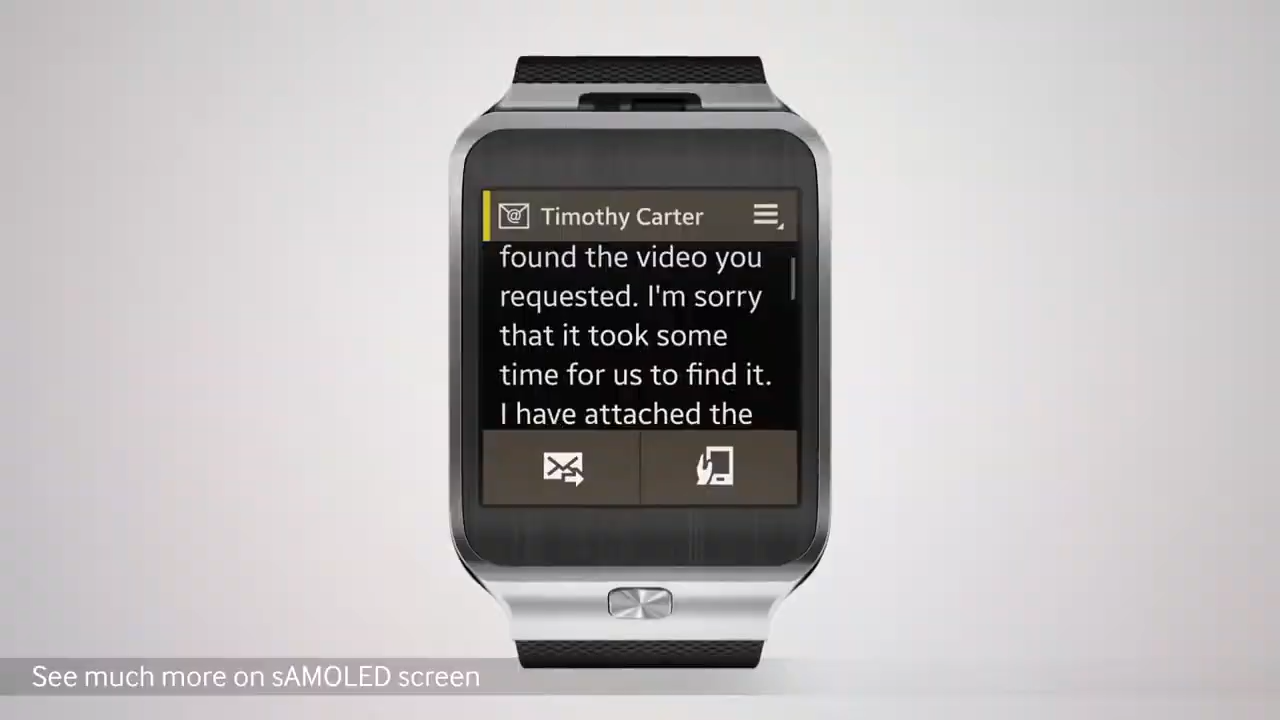 Timothy Carter
found the video you
requested. I'm sorry
that it took some
time for us to find it.
I have attached the
See much more on sAMOLED screen